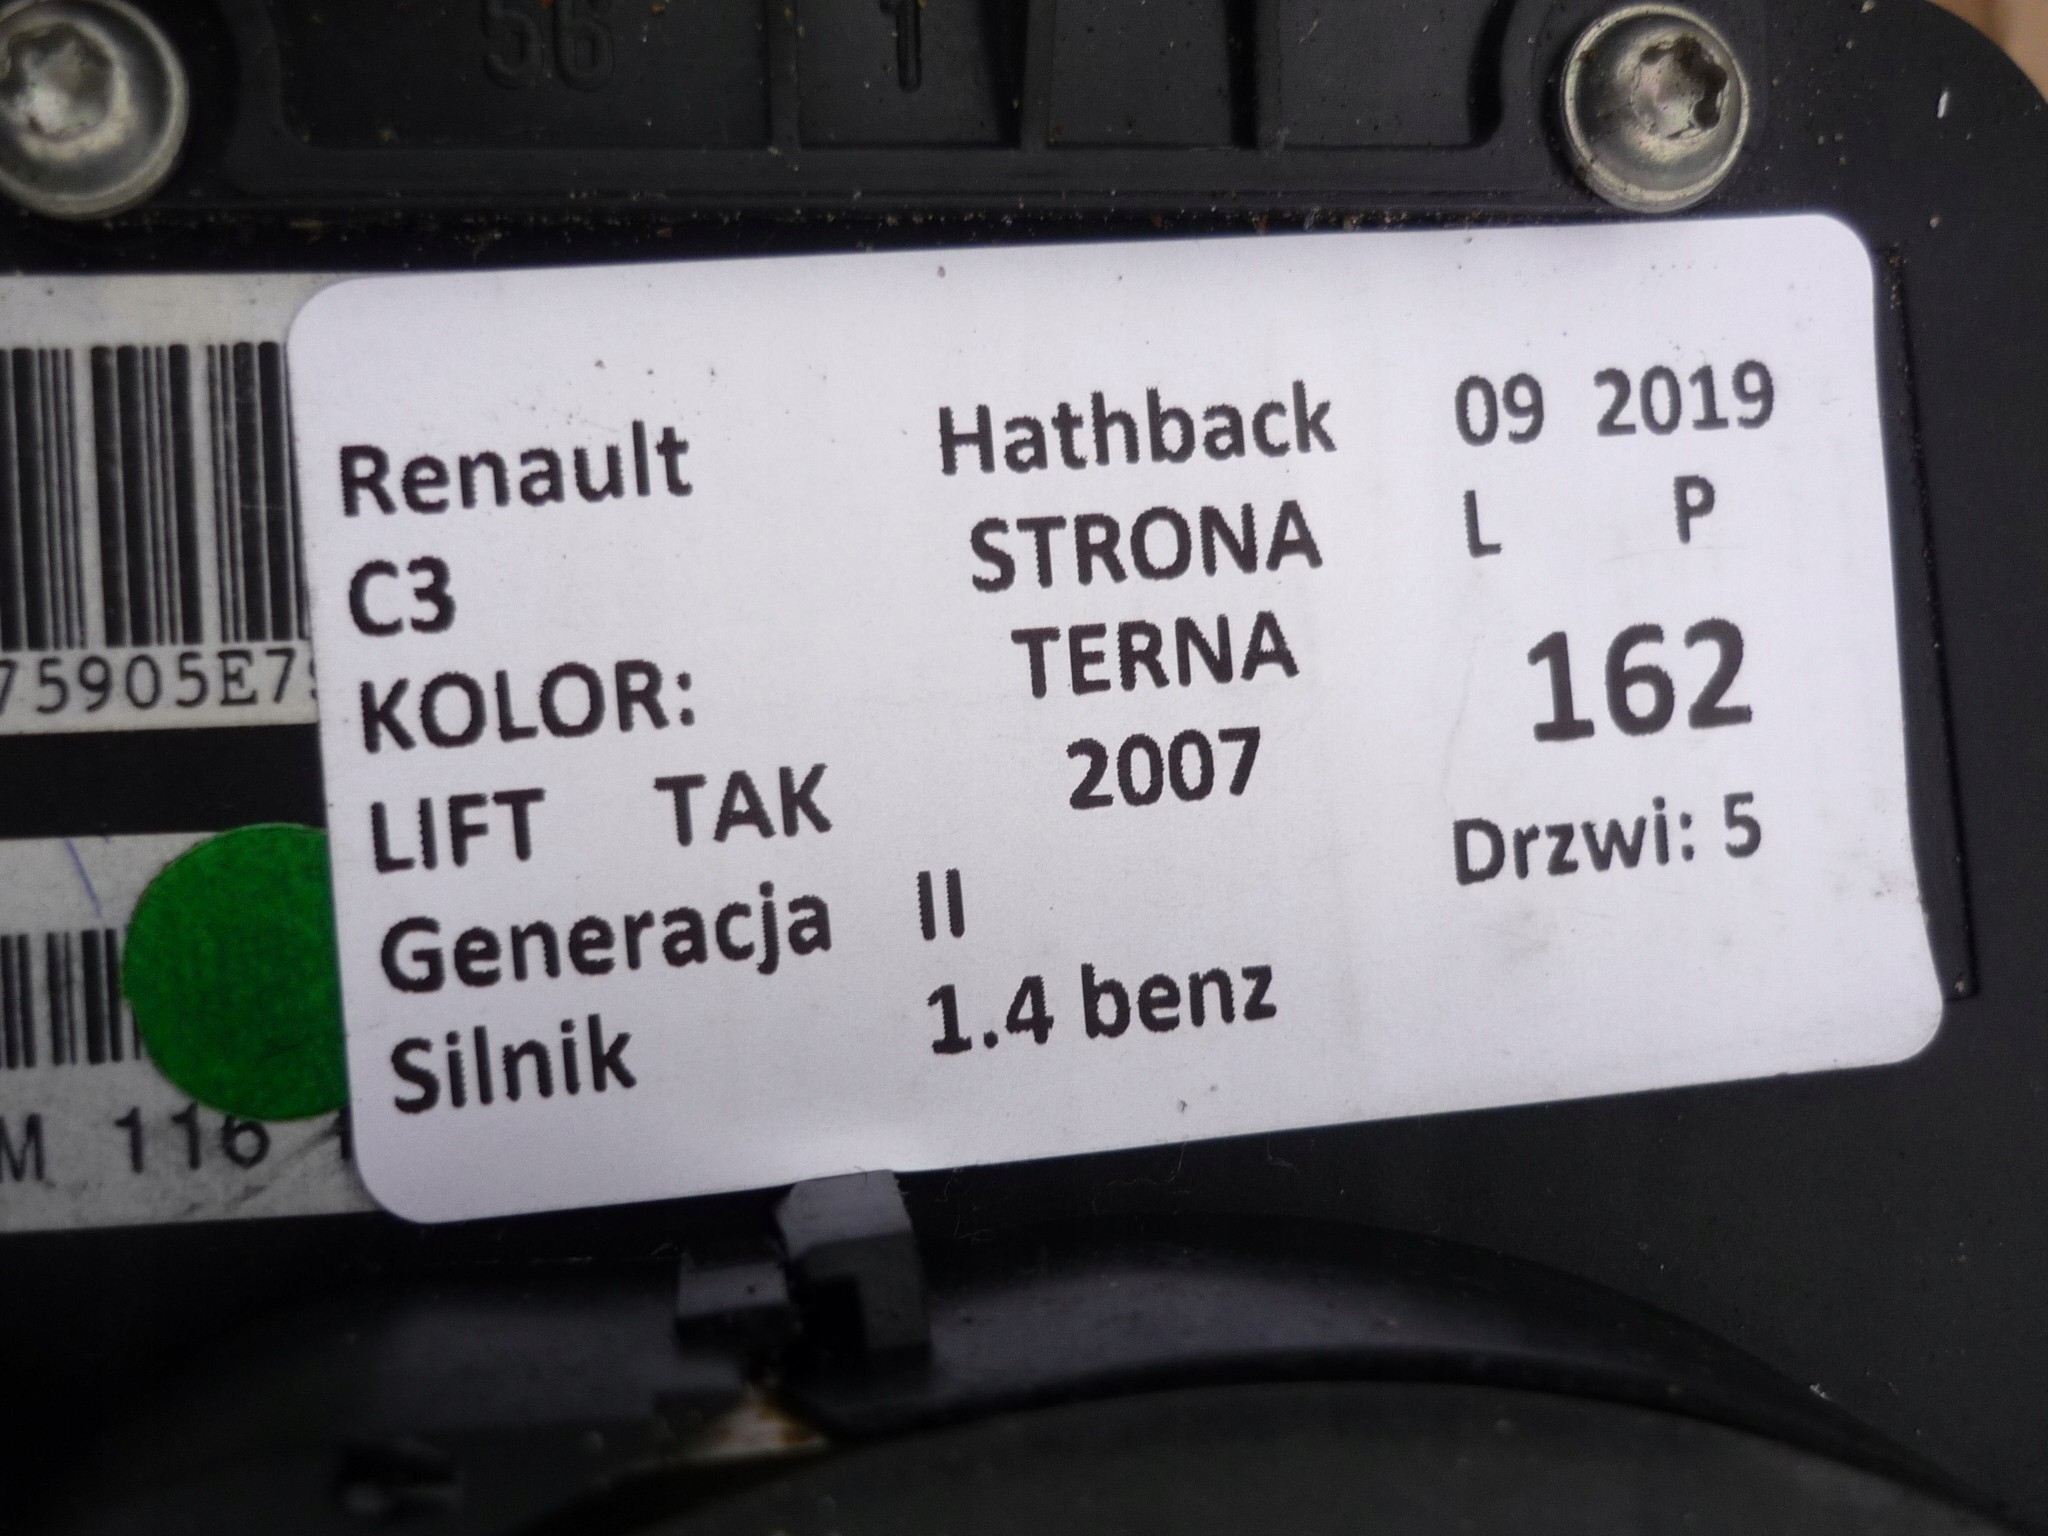 56 1
Renault Hathback 09 2019
C3 STRONA L P
KOLOR: TERNA 162
LIFT TAK 2007
Generacja II Drzwi: 5
Silnik 1.4 benz
75905E7
M 116